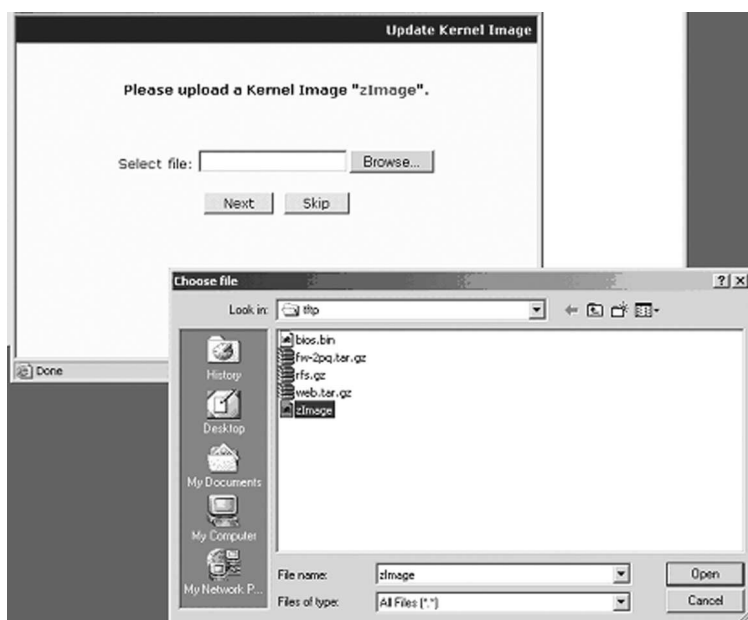 Update Kernel Image
Please upload a Kernel Image "zImage".
Select file:
Browse...
Next
Skip
Done
Choose file
Look in:
tftp
History
Desktop
My Documents
My Computer
My Network P...
bios.bin
fw-2pq.tar.gz
rfs.gz
web.tar.gz
zImage
File name:
zImage
Open
Files of type:
All Files (*.*)
Cancel